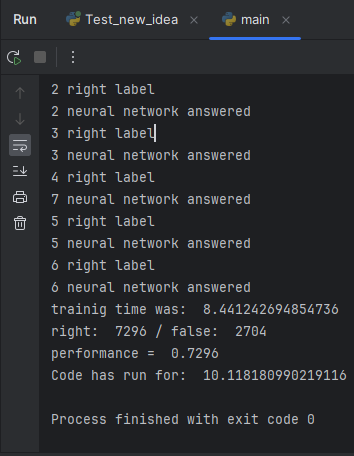 Run Test_new_idea main
2 right label
2 neural network answered
3 right label
3 neural network answered
4 right label
7 neural network answered
5 right label
5 neural network answered
6 right label
6 neural network answered
trainig time was:  8.441242694854736
right:  7296 / false:  2704
performance =  0.7296
Code has run for:  10.118180990219116
Process finished with exit code 0